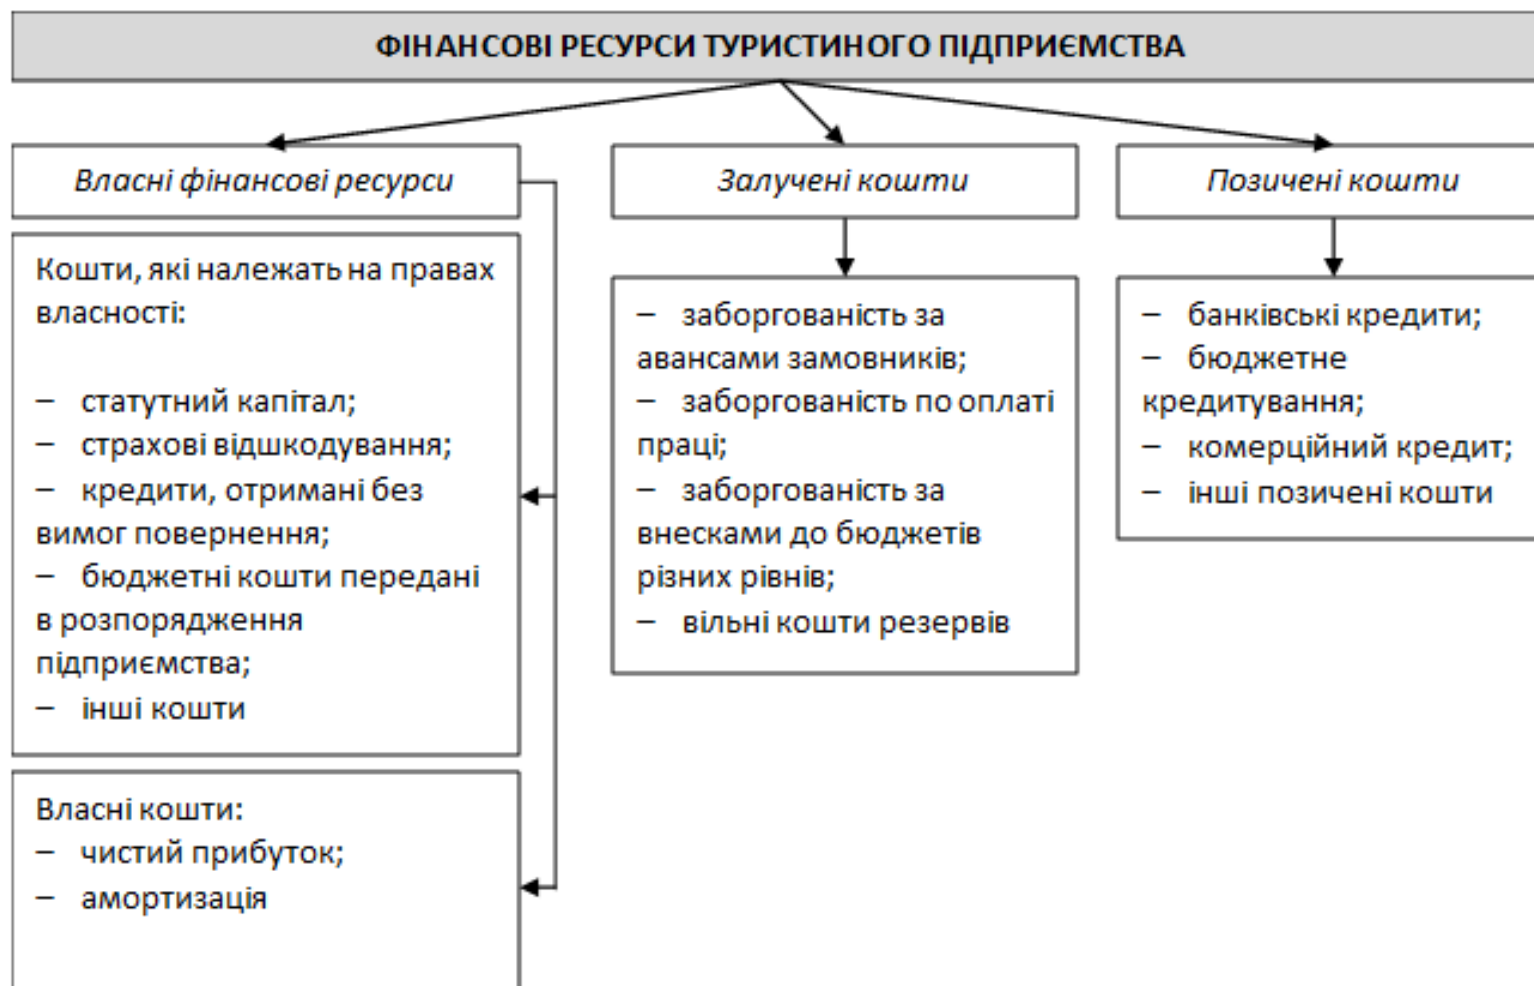 ФІНАНСОВІ РЕСУРСИ ТУРИСТИНОГО ПІДПРИЄМСТВА
Власні фінансові ресурси
Кошти, які належать на правах
власності:
– статутний капітал;
– страхові відшкодування;
– кредити, отримані без
вимог повернення;
– бюджетні кошти передані
в розпорядження
підприємства;
– інші кошти
Власні кошти:
– чистий прибуток;
– амортизація
Залучені кошти
– заборгованість за
авансами замовників;
– заборгованість по оплаті
праці;
– заборгованість за
внесками до бюджетів
різних рівнів;
– вільні кошти резервів
Позичені кошти
– банківські кредити;
– бюджетне
кредитування;
– комерційний кредит;
– інші позичені кошти